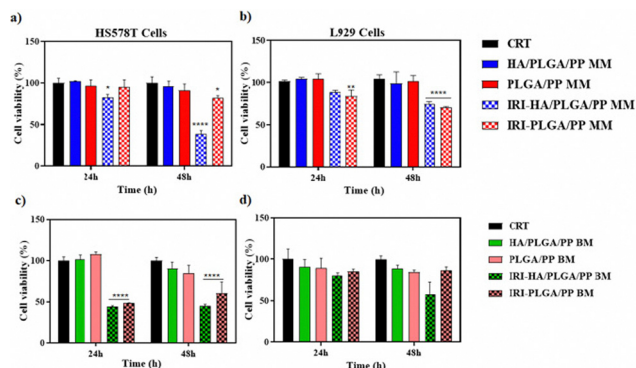 a)
HS578T Cells
Cell viability (%)
150
100
50
0
*
****
*
24h
48h
Time (h)
b)
L929 Cells
Cell viability (%)
150
100
50
0
**
****
24h
48h
Time (h)
CRT
HA/PLGA/PP MM
PLGA/PP MM
IRI-HA/PLGA/PP MM
IRI-PLGA/PP MM
c)
Cell viability (%)
150
100
50
0
****
****
24h
48h
Time (h)
d)
Cell viability (%)
150
100
50
0
24h
48h
Time (h)
CRT
HA/PLGA/PP BM
PLGA/PP BM
IRI-HA/PLGA/PP BM
IRI-PLGA/PP BM